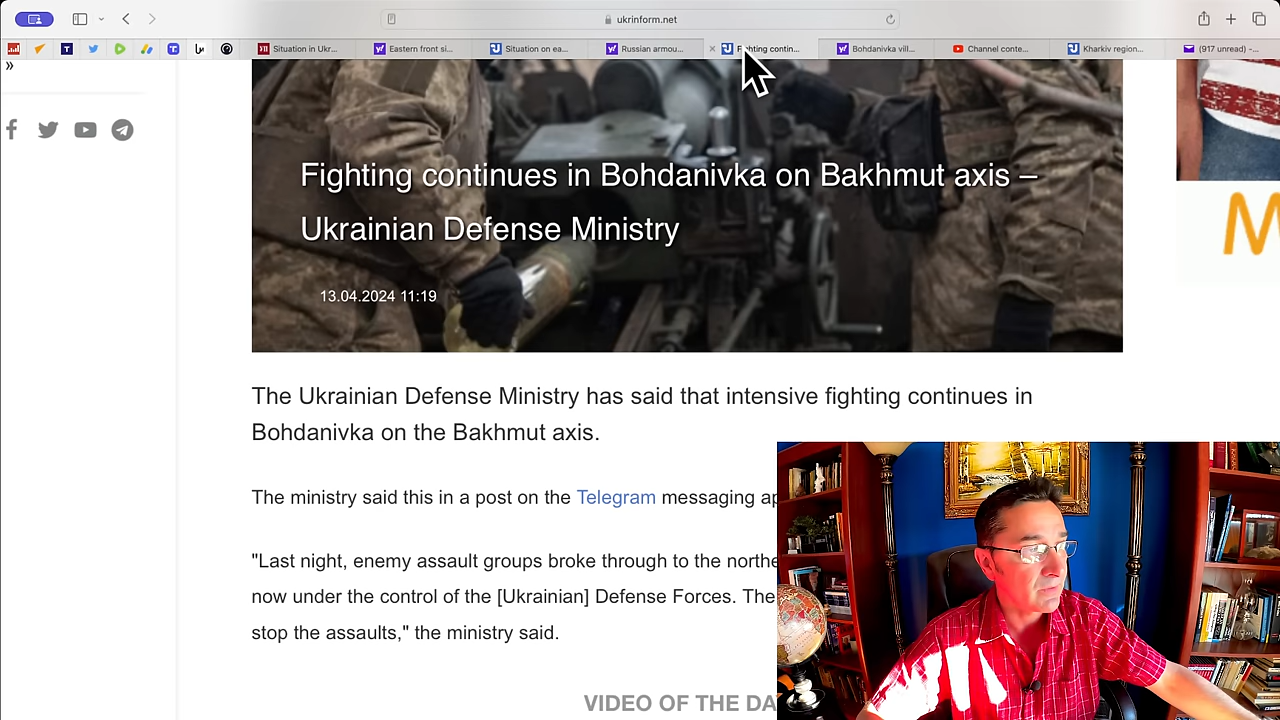 ukrinform.net
Situation in Ukr...
Eastern front si...
Situation on ea...
Russian armou...
Fighting contin...
Bohdanivka vill...
Channel conte...
Kharkiv region...
(917 unread) -...
»
Fighting continues in Bohdanivka on Bakhmut axis –
Ukrainian Defense Ministry
13.04.2024 11:19
M
The Ukrainian Defense Ministry has said that intensive fighting continues in
Bohdanivka on the Bakhmut axis.
The ministry said this in a post on the Telegram messaging ap
"Last night, enemy assault groups broke through to the northe
now under the control of the [Ukrainian] Defense Forces. The
stop the assaults," the ministry said.
VIDEO OF THE DA